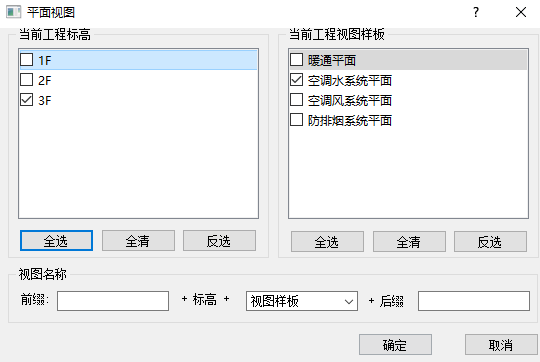 平面视图
当前工程标高
1F
2F
3F
全选 全清 反选
当前工程视图样板
暖通平面
空调水系统平面
空调风系统平面
防排烟系统平面
全选 全清 反选
视图名称
前缀: + 标高 + 视图样板 + 后缀
确定 取消